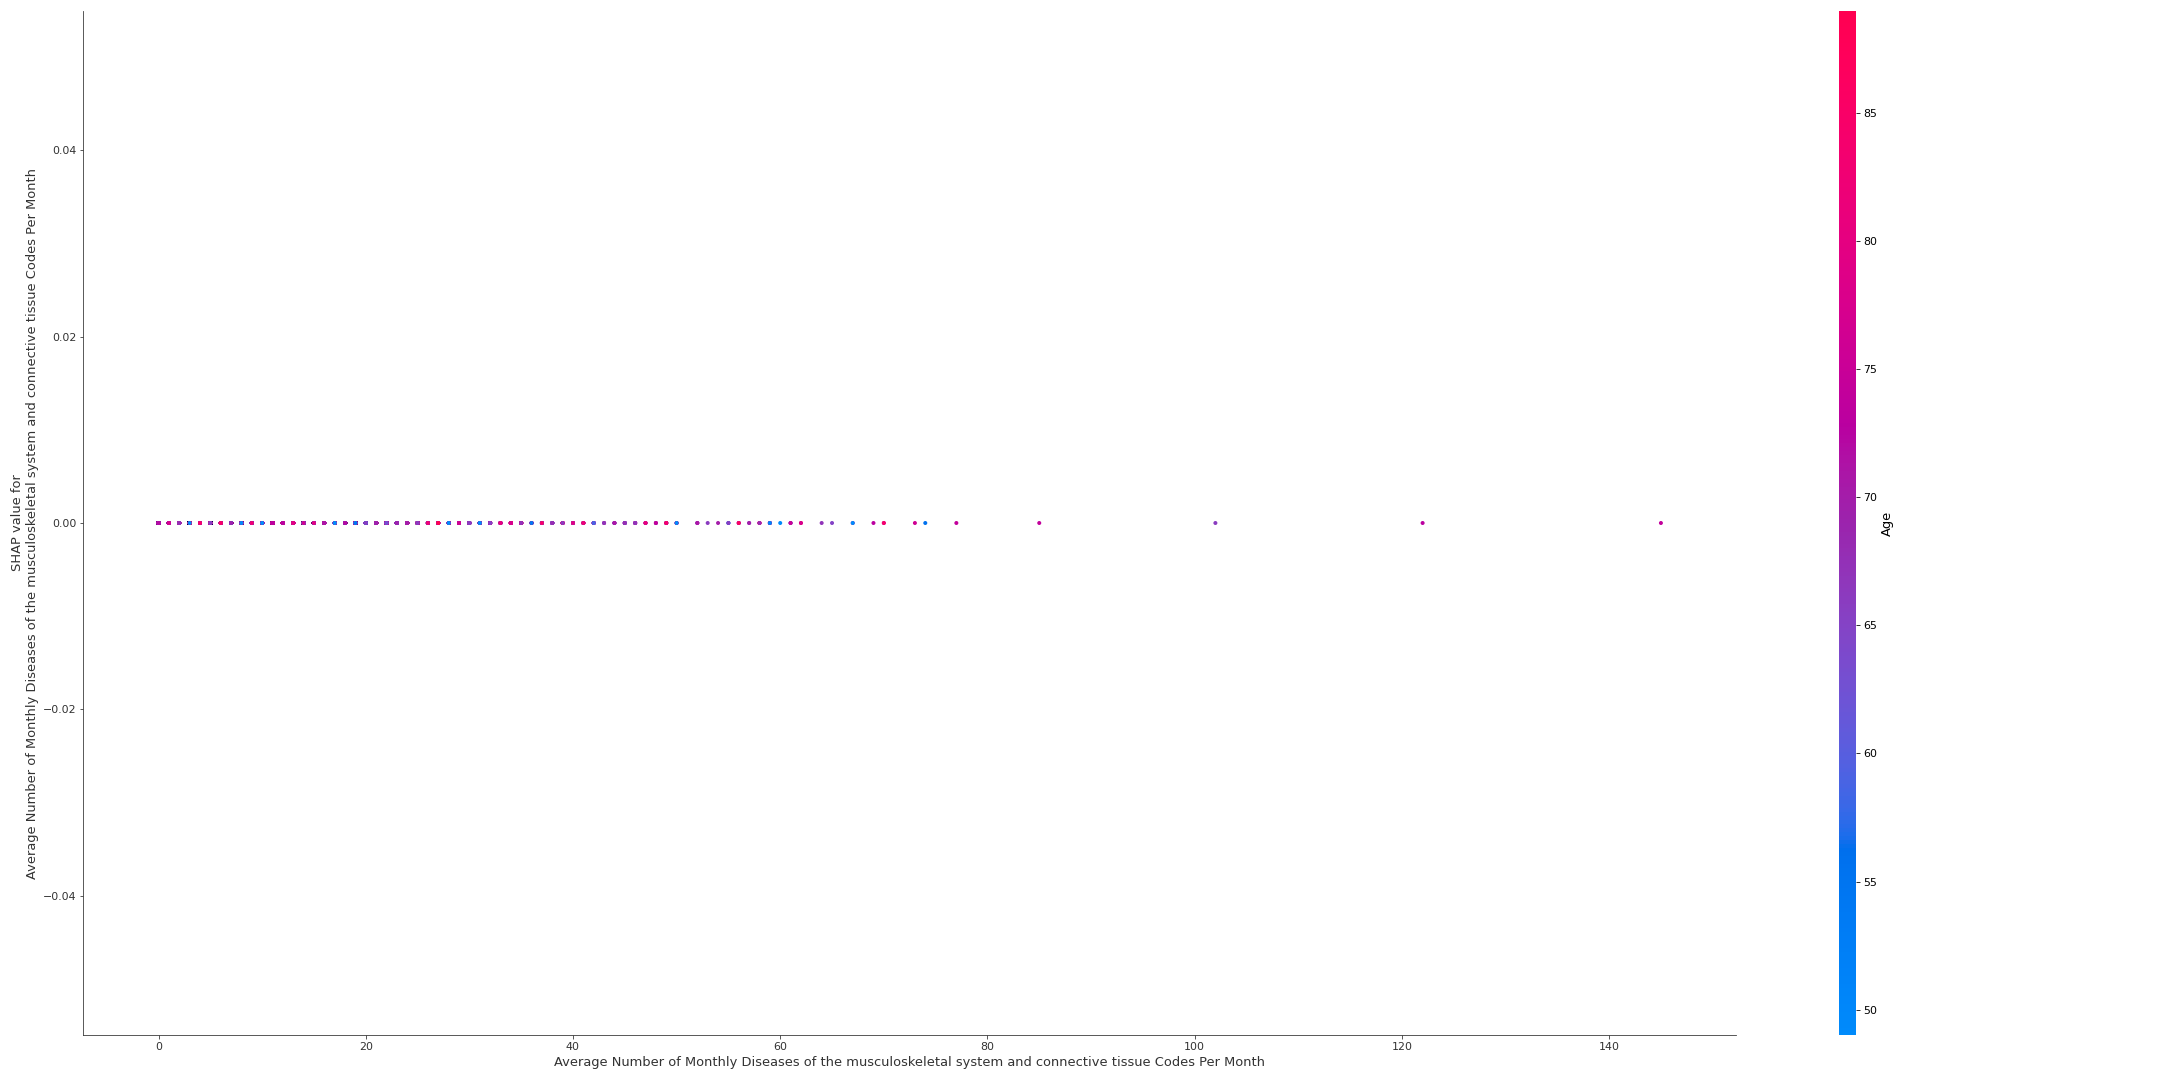 SHAP value for
Average Number of Monthly Diseases of the musculoskeletal system and connective tissue Codes Per Month
0.04
0.02
0.00
−0.02
−0.04
0 20 40 60 80 100 120 140
Average Number of Monthly Diseases of the musculoskeletal system and connective tissue Codes Per Month
85
80
75
70
65
60
55
50
Age